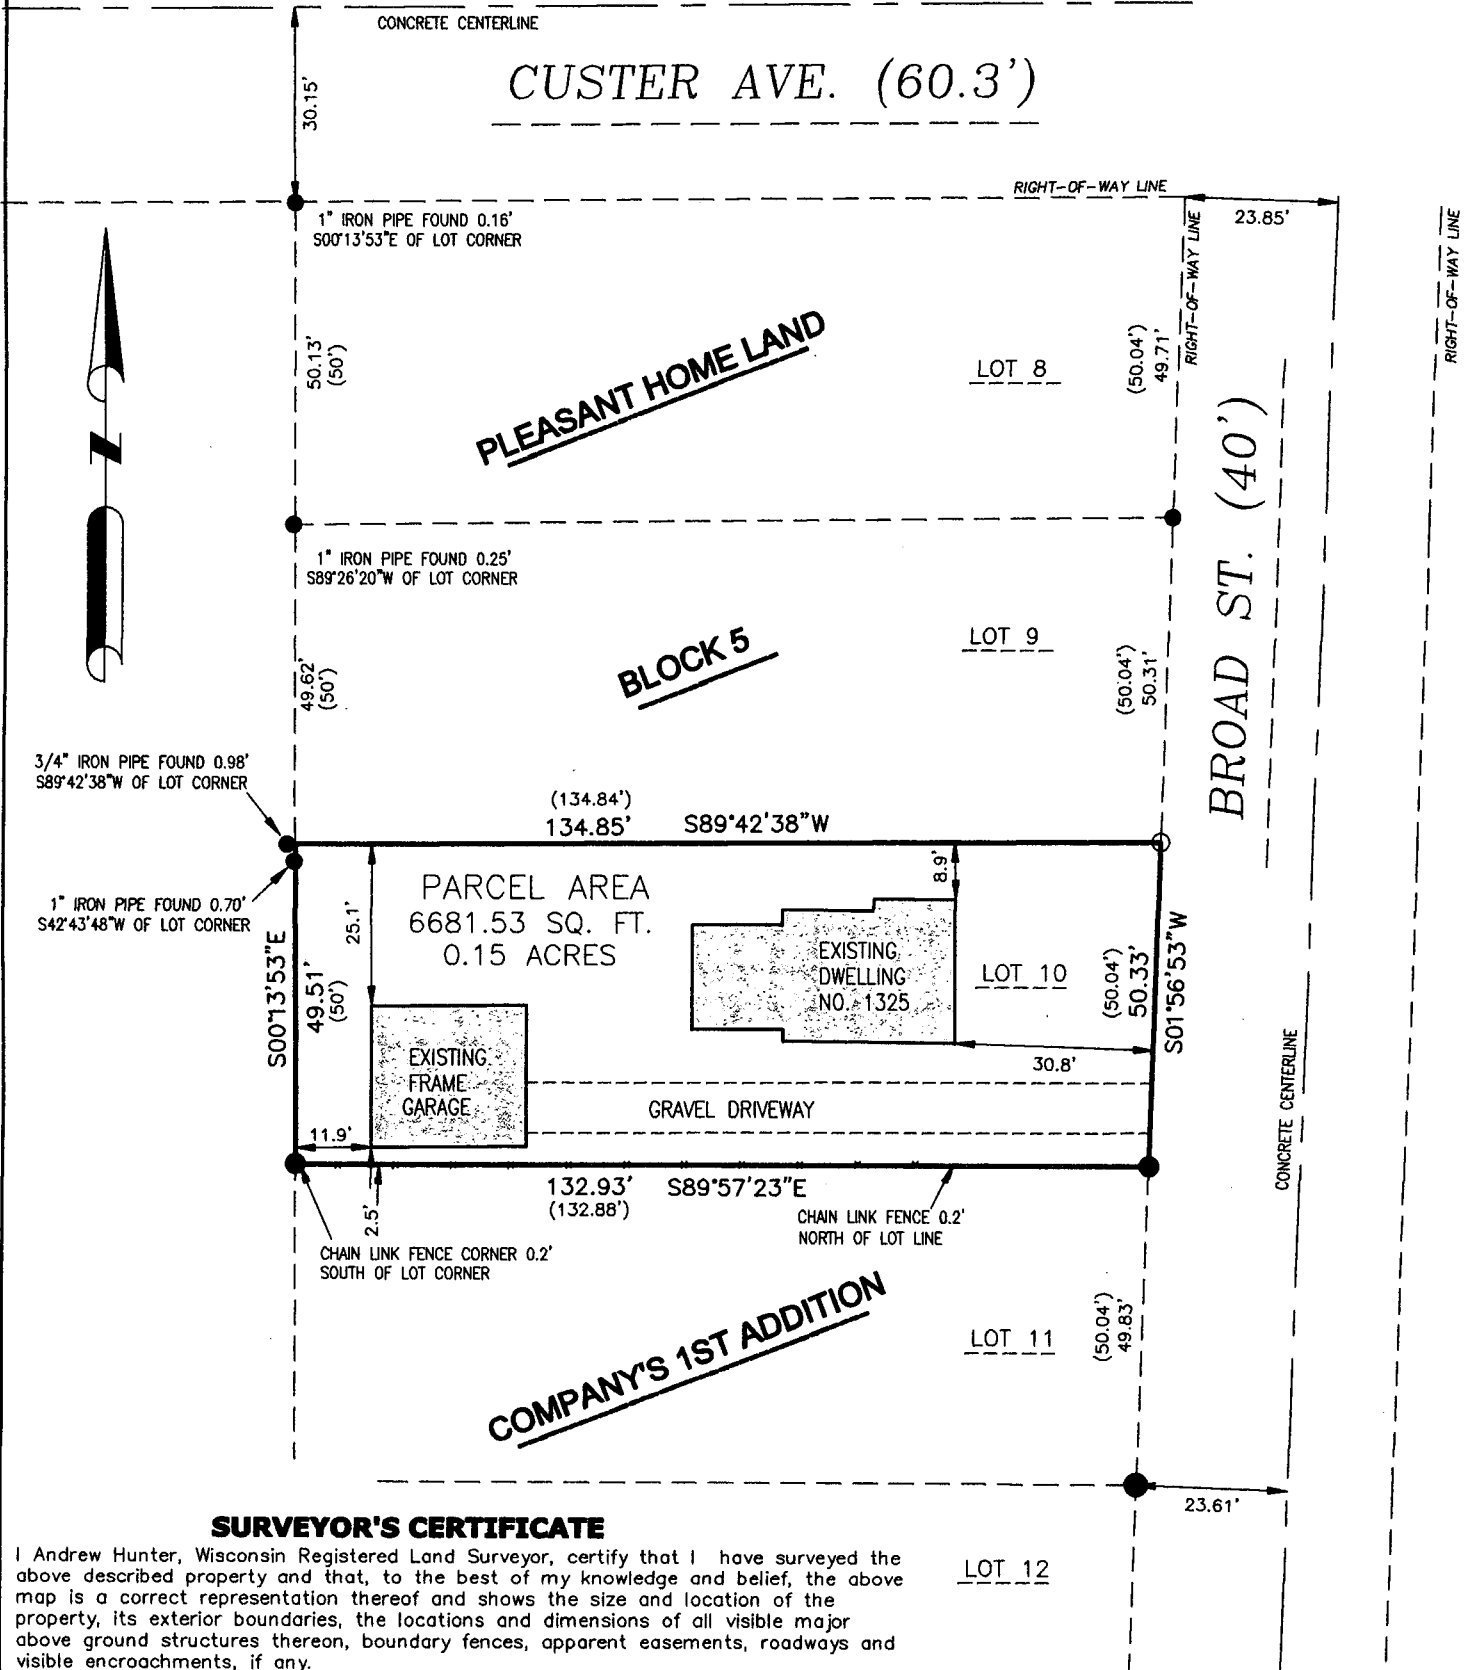 CONCRETE CENTERLINE
CUSTER AVE. (60.3')
30.15'
RIGHT-OF-WAY LINE
23.85'
1" IRON PIPE FOUND 0.16'
S00°13'53"E OF LOT CORNER
RIGHT-OF-WAY LINE
RIGHT-OF-WAY LINE
50.13'
(50')
PLEASANT HOME LAND
LOT 8
(50.04')
49.71'
N
BROAD ST. (40')
1" IRON PIPE FOUND 0.25'
S89°26'20"W OF LOT CORNER
49.62'
(50')
BLOCK 5
LOT 9
(50.04')
50.31'
3/4" IRON PIPE FOUND 0.98'
S89°42'38"W OF LOT CORNER
(134.84')
134.85' S89°42'38"W
1" IRON PIPE FOUND 0.70'
S42°43'48"W OF LOT CORNER
25.1'
PARCEL AREA
6681.53 SQ. FT.
0.15 ACRES
8.9'
EXISTING
DWELLING
NO. 1325
LOT 10
(50.04')
50.33'
S01°56'53"W
S00°13'53"E
49.51'
(50')
30.8'
EXISTING
FRAME
GARAGE
GRAVEL DRIVEWAY
CONCRETE CENTERLINE
11.9'
2.5'
132.93' S89°57'23"E
(132.88')
CHAIN LINK FENCE 0.2'
NORTH OF LOT LINE
CHAIN LINK FENCE CORNER 0.2'
SOUTH OF LOT CORNER
COMPANY'S 1ST ADDITION
LOT 11
(50.04')
49.83'
23.61'
SURVEYOR'S CERTIFICATE
I Andrew Hunter, Wisconsin Registered Land Surveyor, certify that I have surveyed the
above described property and that, to the best of my knowledge and belief, the above
map is a correct representation thereof and shows the size and location of the
property, its exterior boundaries, the locations and dimensions of all visible major
above ground structures thereon, boundary fences, apparent easements, roadways and
visible encroachments, if any.
LOT 12